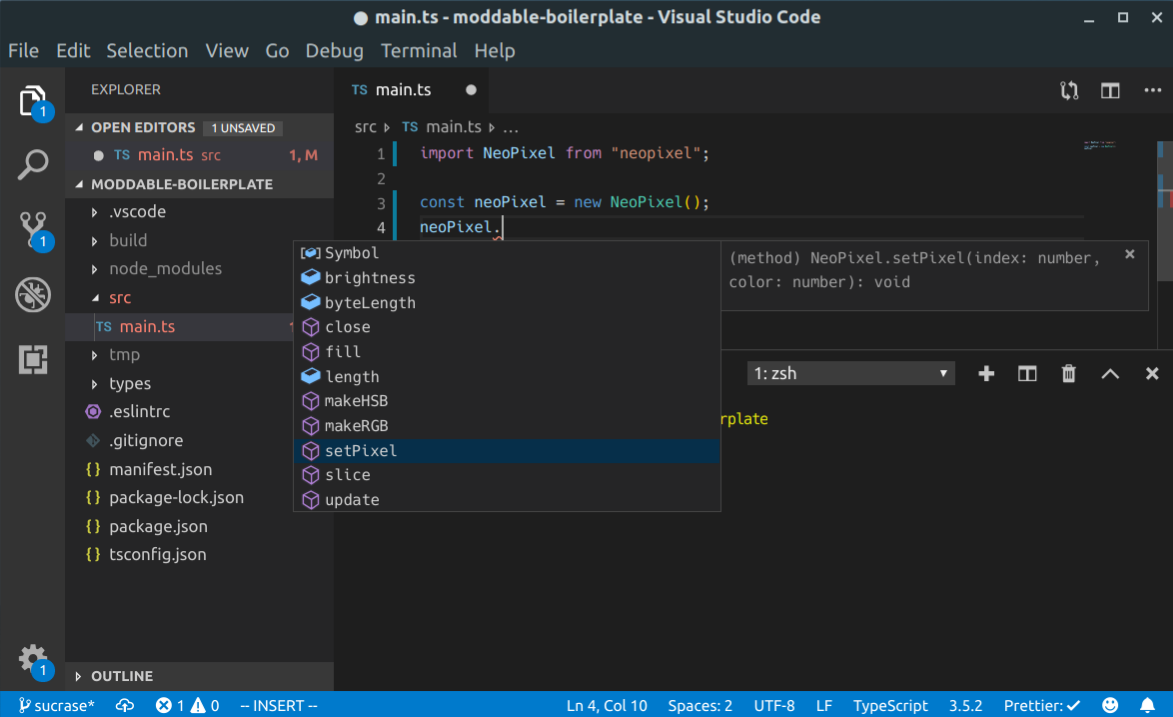 main.ts - moddable-boilerplate - Visual Studio Code
File Edit Selection View Go Debug Terminal Help
EXPLORER
OPEN EDITORS 1 UNSAVED
TS main.ts src 1, M
MODDABLE-BOILERPLATE
.vscode
build
node_modules
src
TS main.ts
tmp
types
.eslintrc
.gitignore
{} manifest.json
{} package-lock.json
{} package.json
{} tsconfig.json
OUTLINE
1
1
1
TS main.ts
src TS main.ts ...
1 import NeoPixel from "neopixel";
2
3 const neoPixel = new NeoPixel();
4 neoPixel.
Symbol
brightness
byteLength
close
fill
length
makeHSB
makeRGB
setPixel
slice
update
(method) NeoPixel.setPixel(index: number,
color: number): void
1: zsh
rplate
sucrase* 1 0 -- INSERT -- Ln 4, Col 10 Spaces: 2 UTF-8 LF TypeScript 3.5.2 Prettier: ✓